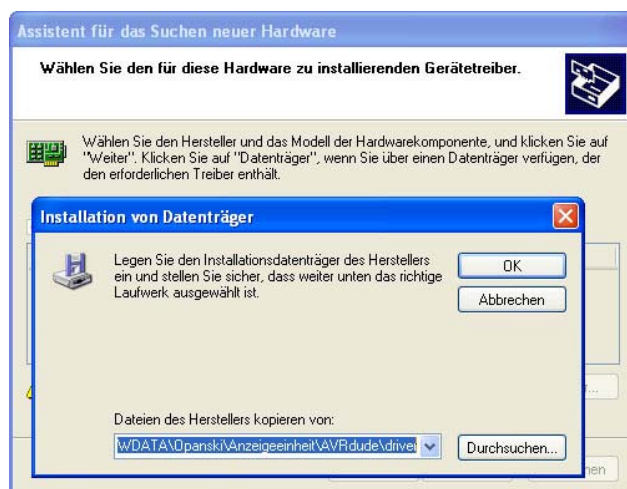 Assistent für das Suchen neuer Hardware
Wählen Sie den für diese Hardware zu installierenden Gerätetreiber.
Wählen Sie den Hersteller und das Modell der Hardwarekomponente, und klicken Sie auf
"Weiter". Klicken Sie auf "Datenträger", wenn Sie über einen Datenträger verfügen, der
den erforderlichen Treiber enthält.
Installation von Datenträger
Legen Sie den Installationsdatenträger des Herstellers
ein und stellen Sie sicher, dass weiter unten das richtige
Laufwerk ausgewählt ist.
OK
Abbrechen
Dateien des Herstellers kopieren von:
WDATA\Opanski\Anzeigeeinheit\AVRdude\driver
Durchsuchen...